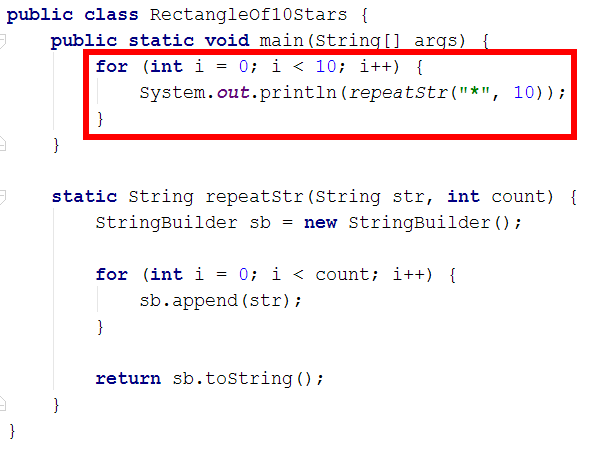 public class RectangleOf10Stars {
    public static void main(String[] args) {
        for (int i = 0; i < 10; i++) {
            System.out.println(repeatStr("*", 10));
        }
    }
    static String repeatStr(String str, int count) {
        StringBuilder sb = new StringBuilder();
        for (int i = 0; i < count; i++) {
            sb.append(str);
        }
        return sb.toString();
    }
}